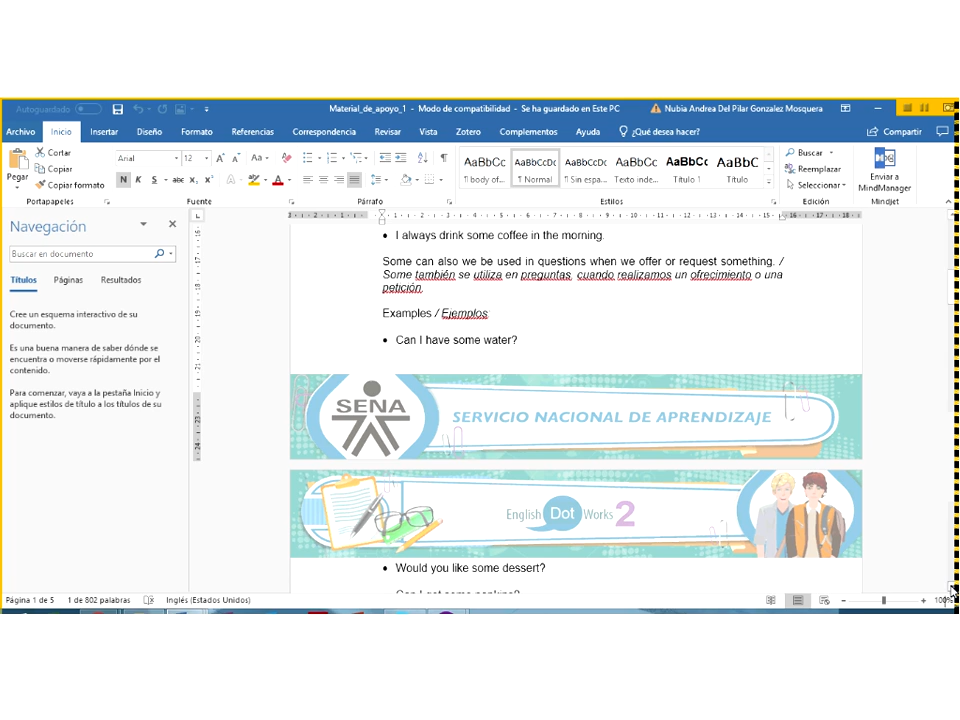 Autoguardado
Material_de_apoyo_1 - Modo de compatibilidad - Se ha guardado en Este PC
Nubia Andrea Del Pilar Gonzalez Mosquera
Archivo Inicio Insertar Diseño Formato Referencias Correspondencia Revisar Vista Zotero Complementos Ayuda ¿Qué desea hacer? Compartir
Pegar
Cortar
Copiar
Copiar formato
Portapapeles
Arial 12
N K S abc x₂ x²
Fuente
Párrafo
AaBbCc AaBbCcDc AaBbCcDc AaBbCc AaBbCc AaBbC
¶ body of... ¶ Normal ¶ Sin espa... Texto inde... Título 1 Título
Estilos
Buscar
Reemplazar
Seleccionar
Edición
Enviar a
MindManager
Mindjet
Navegación
Buscar en documento
Títulos Páginas Resultados
Cree un esquema interactivo de su
documento.
Es una buena manera de saber dónde se
encuentra o moverse rápidamente por el
contenido.
Para comenzar, vaya a la pestaña Inicio y
aplique estilos de título a los títulos de su
documento.
• I always drink some coffee in the morning.
Some can also we be used in questions when we offer or request something. /
Some también se utiliza en preguntas, cuando realizamos un ofrecimiento o una
petición.
Examples / Ejemplos:
• Can I have some water?
SENA
SERVICIO NACIONAL DE APRENDIZAJE
English Dot Works 2
• Would you like some dessert?
Página 1 de 5 1 de 802 palabras Inglés (Estados Unidos) 100%